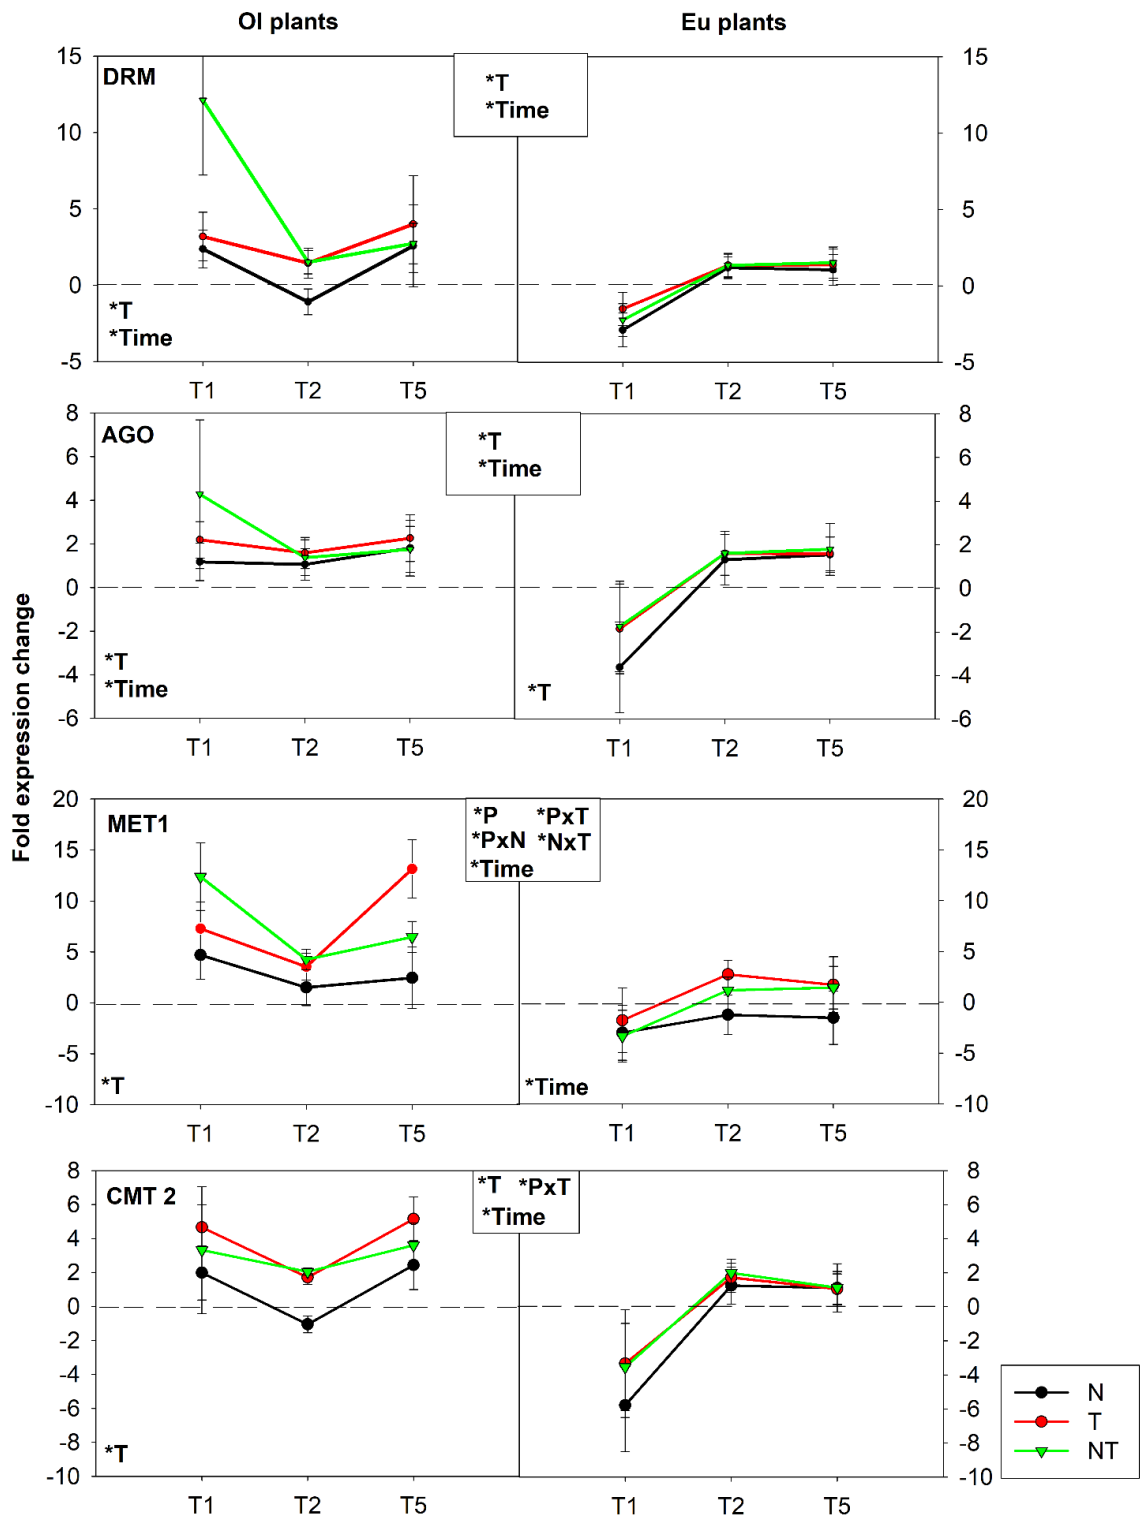 Ol plants
Eu plants
Fold expression change
15
10
5
0
-5
DRM
*T
*Time
*T
*Time
15
10
5
0
-5
T1 T2 T5
T1 T2 T5
8
6
4
2
0
-2
-4
-6
AGO
*T
*Time
*T
*Time
*T
8
6
4
2
0
-2
-4
-6
T1 T2 T5
T1 T2 T5
20
15
10
5
0
-5
-10
MET1
*T
*P *PxT
*PxN *NxT
*Time
*Time
20
15
10
5
0
-5
-10
T1 T2 T5
T1 T2 T5
8
6
4
2
0
-2
-4
-6
-8
-10
CMT 2
*T
*T *PxT
*Time
8
6
4
2
0
-2
-4
-6
-8
-10
T1 T2 T5
T1 T2 T5
N
T
NT